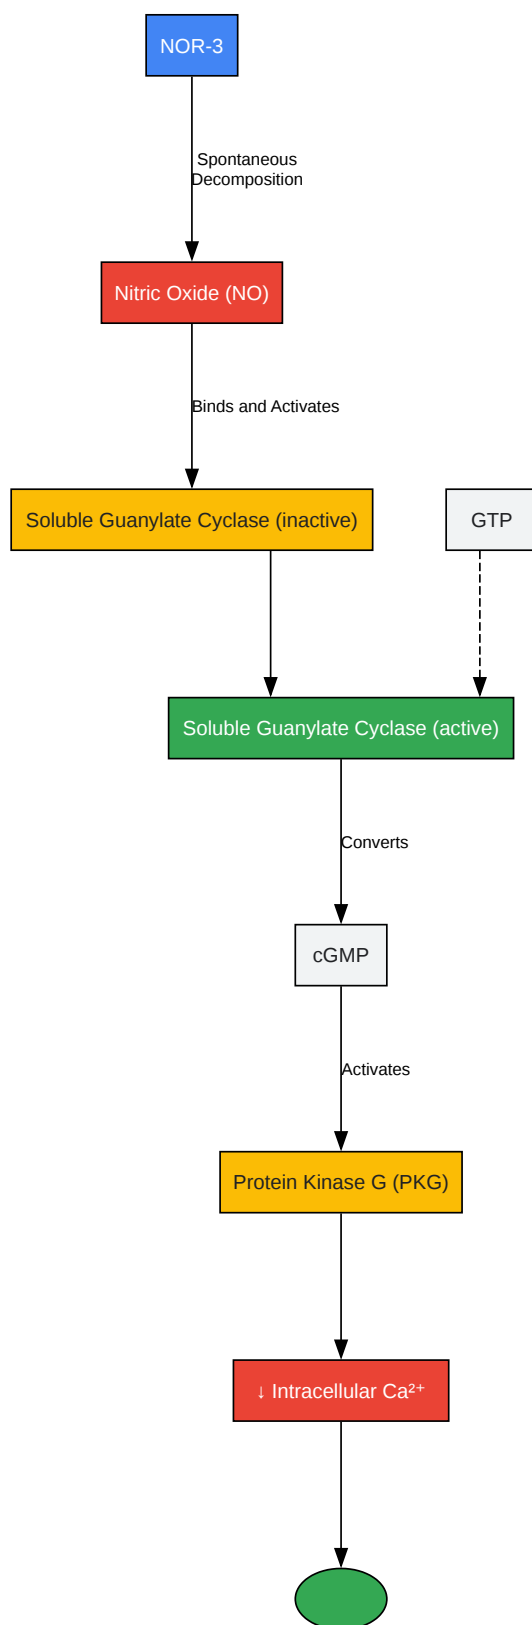 NOR-3
Spontaneous
Decomposition
Nitric Oxide (NO)
Binds and Activates
Soluble Guanylate Cyclase (inactive)
GTP
Soluble Guanylate Cyclase (active)
Converts
cGMP
Activates
Protein Kinase G (PKG)
↓ Intracellular Ca²⁺